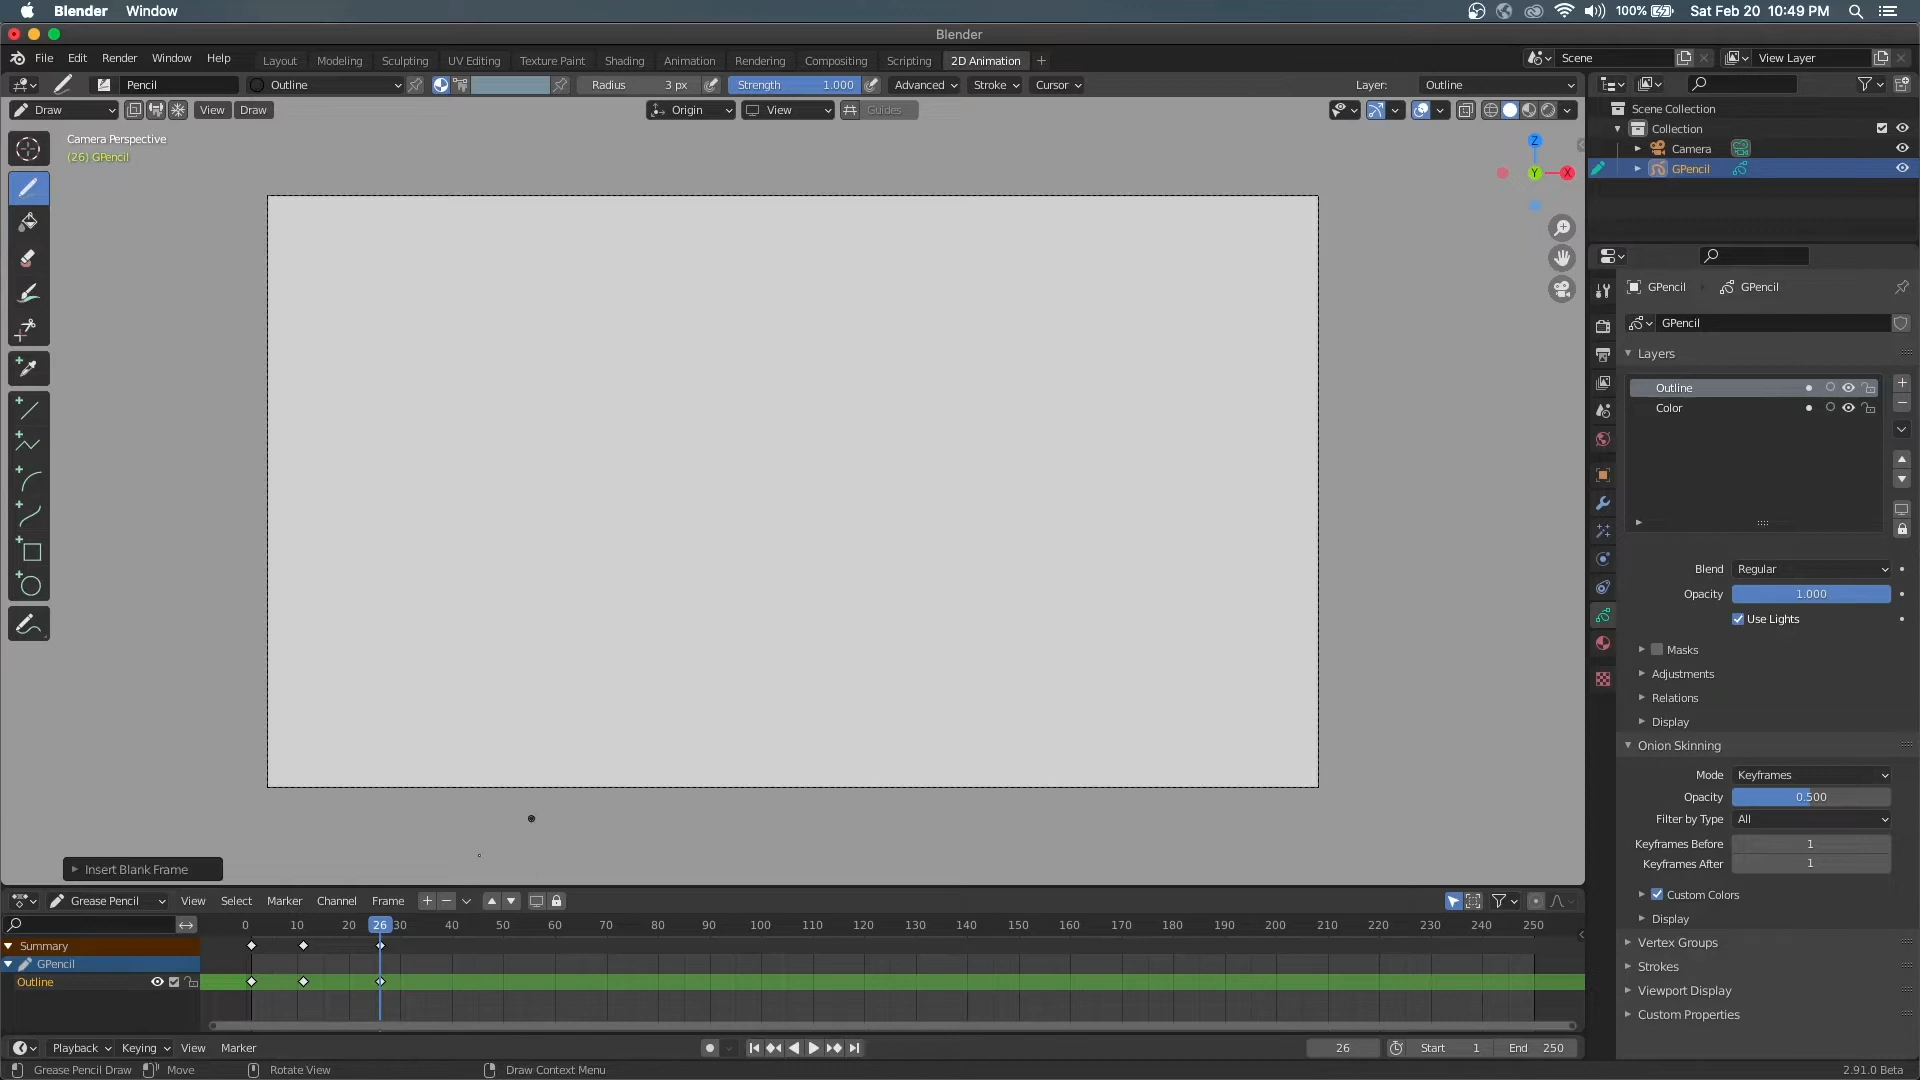 Blender Window 100% Sat Feb 20 10:49 PM
Blender
File Edit Render Window Help Layout Modeling Sculpting UV Editing Texture Paint Shading Animation Rendering Compositing Scripting 2D Animation + Scene View Layer
Pencil Outline Radius 3 px Strength 1.000 Advanced Stroke Cursor Layer: Outline
Draw View Draw Origin View Guides
Scene Collection
Collection
Camera
GPencil
Camera Perspective
(26) GPencil
Z
Y X
GPencil GPencil
GPencil
Layers
Outline
Color
Blend Regular
Opacity 1.000
Use Lights
Masks
Adjustments
Relations
Display
Onion Skinning
Mode Keyframes
Opacity 0.500
Filter by Type All
Keyframes Before 1
Keyframes After 1
Custom Colors
Display
Vertex Groups
Strokes
Viewport Display
Custom Properties
Insert Blank Frame
Grease Pencil View Select Marker Channel Frame
0 10 20 26 30 40 50 60 70 80 90 100 110 120 130 140 150 160 170 180 190 200 210 220 230 240 250
Summary
GPencil
Outline
Playback Keying View Marker 26 Start 1 End 250
Grease Pencil Draw Move Rotate View Draw Context Menu 2.91.0 Beta